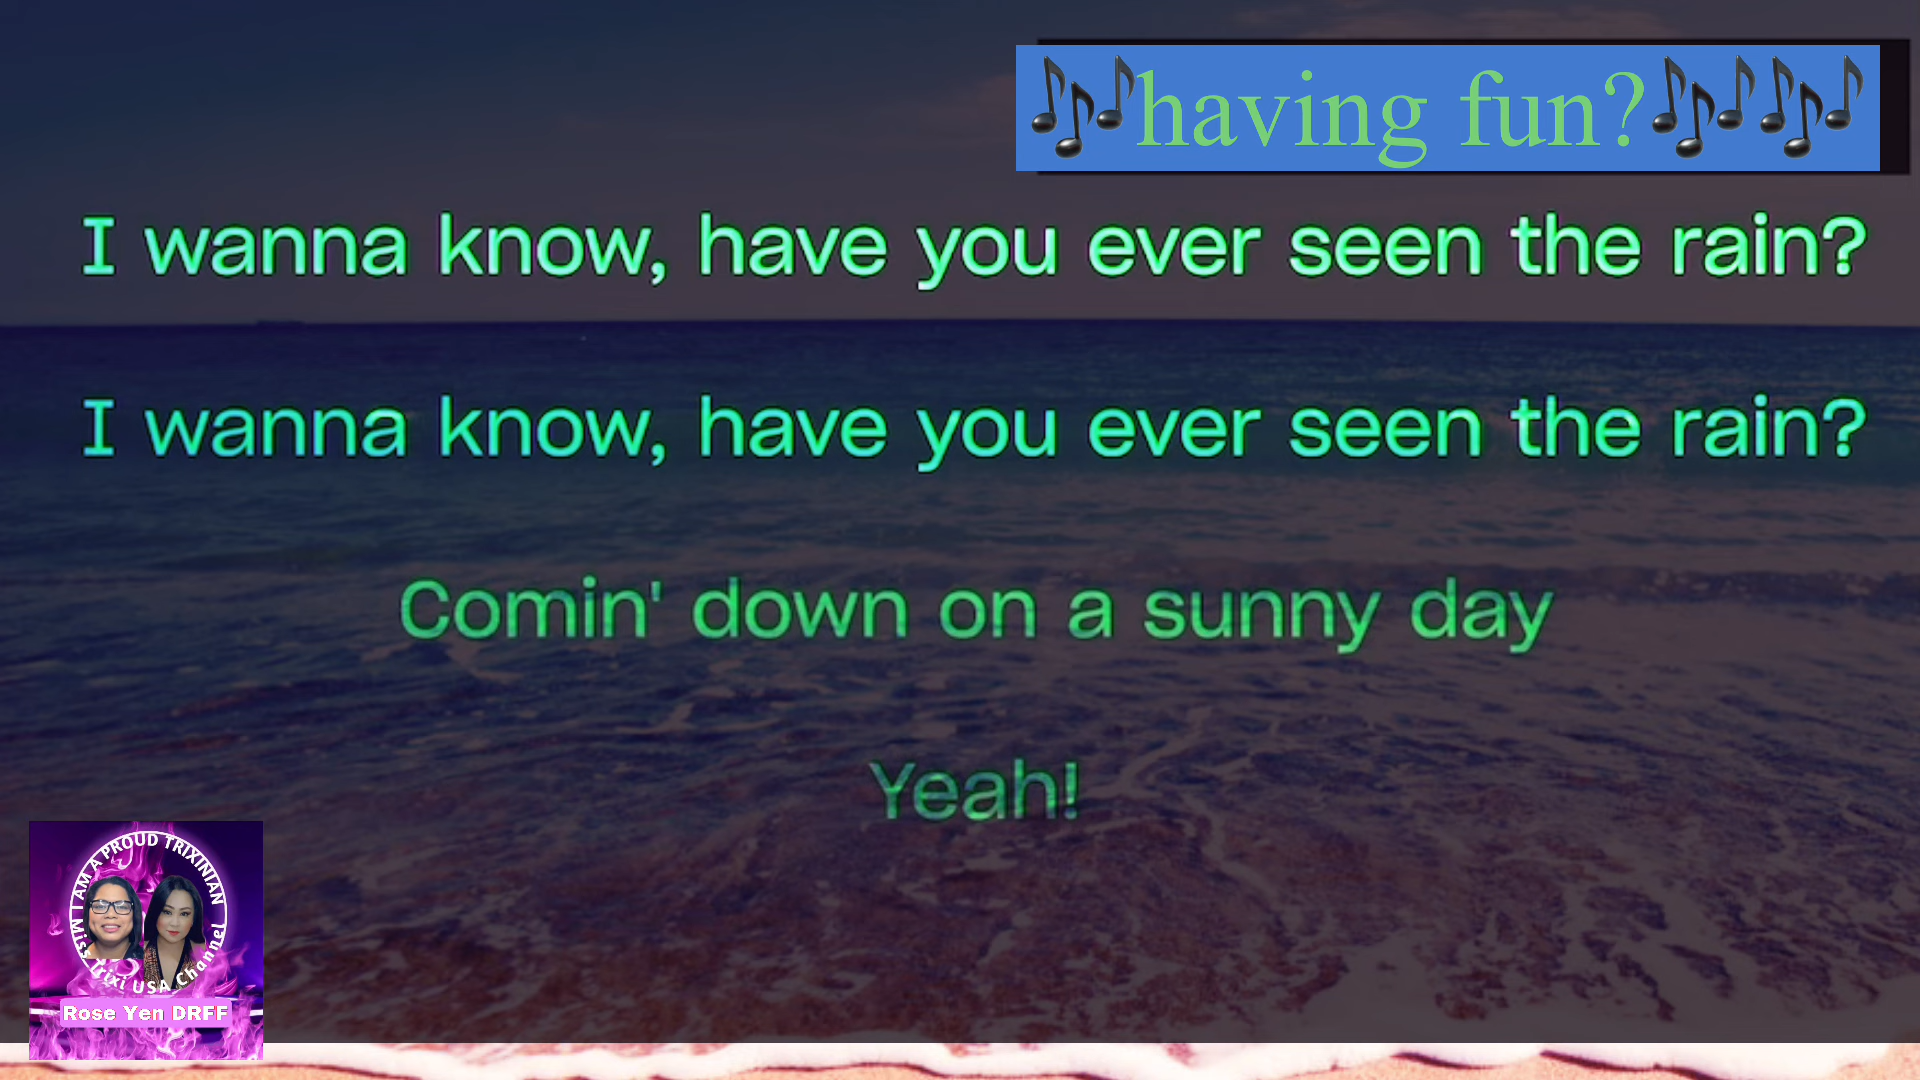 🎶having fun?🎶🎶
I wanna know, have you ever seen the rain?
I wanna know, have you ever seen the rain?
Comin' down on a sunny day
Yeah!
I AM A PROUD TRIXINIAN
Miss Trixi USA Channel
Rose Yen DRFF